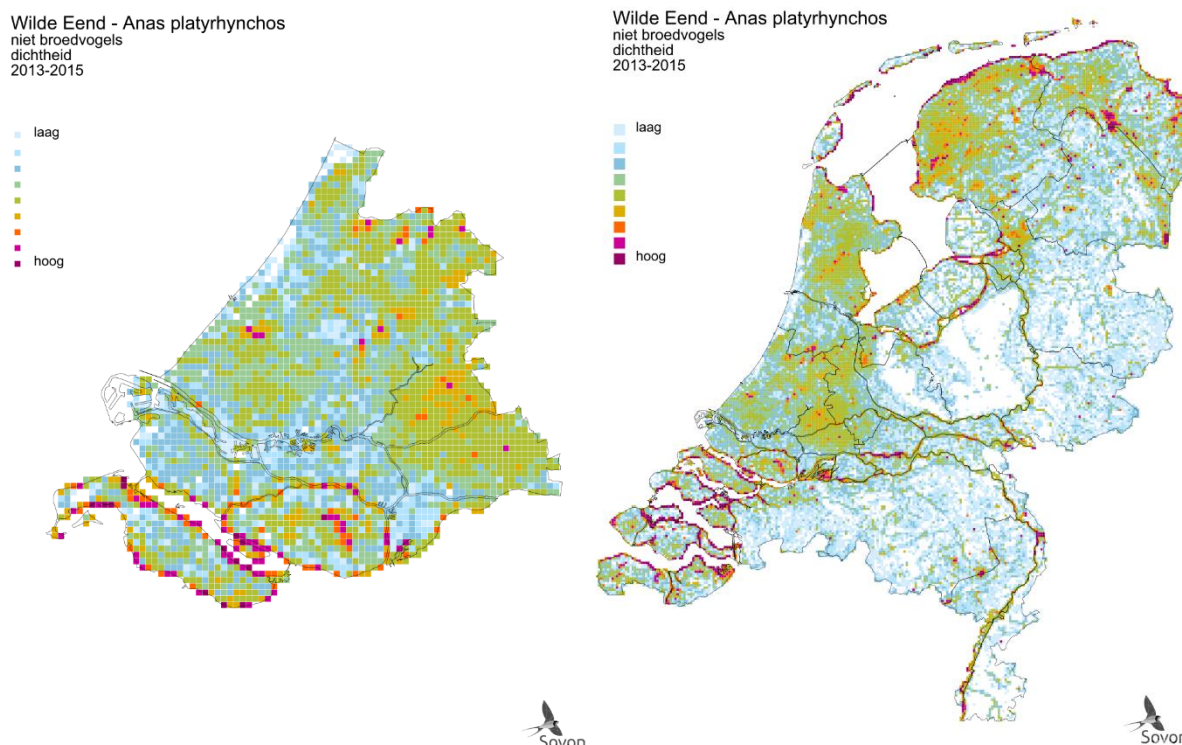 Wilde Eend - Anas platyrhynchos
niet broedvogels
dichtheid
2013-2015
laag
hoog
Sovon
Wilde Eend - Anas platyrhynchos
niet broedvogels
dichtheid
2013-2015
laag
hoog
Sovon